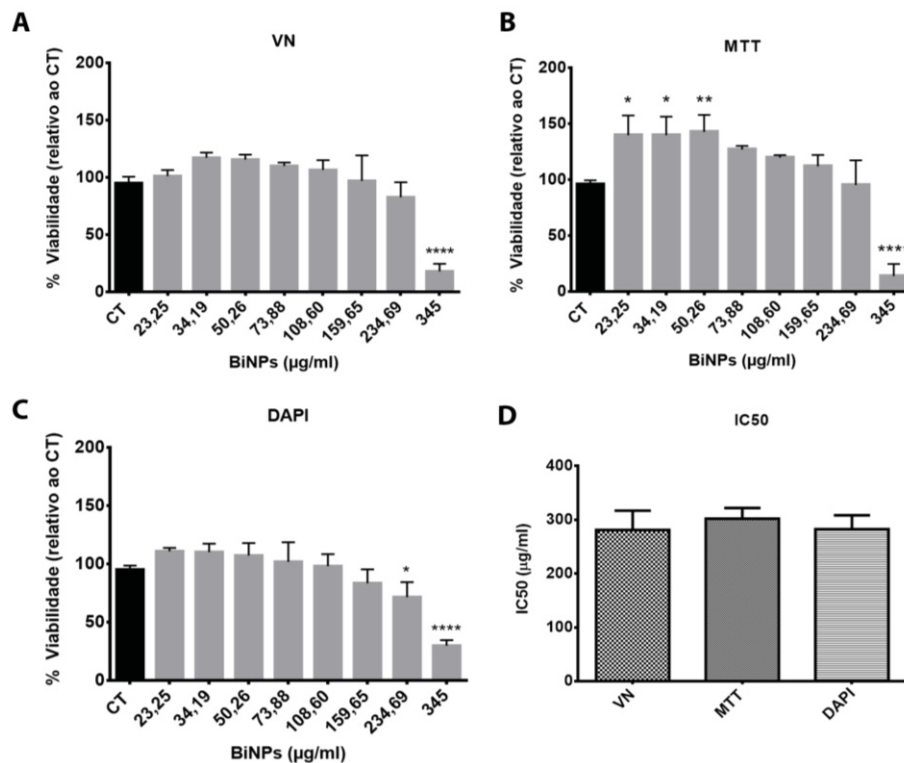 A
VN
% Viabilidade (relativo ao CT)
200
150
100
50
0
CT
23,25
34,19
50,26
73,88
108,60
159,65
234,69
345
****
BiNPs (µg/ml)
B
MTT
% Viabilidade (relativo ao CT)
200
150
100
50
0
*
*
**
****
CT
23,25
34,19
50,26
73,88
108,60
159,65
234,69
345
BiNPs (µg/ml)
C
DAPI
% Viabilidade (relativo ao CT)
200
150
100
50
0
*
****
CT
23,25
34,19
50,26
73,88
108,60
159,65
234,69
345
BiNPs (µg/ml)
D
IC50
IC50 (µg/ml)
400
300
200
100
0
VN
MTT
DAPI